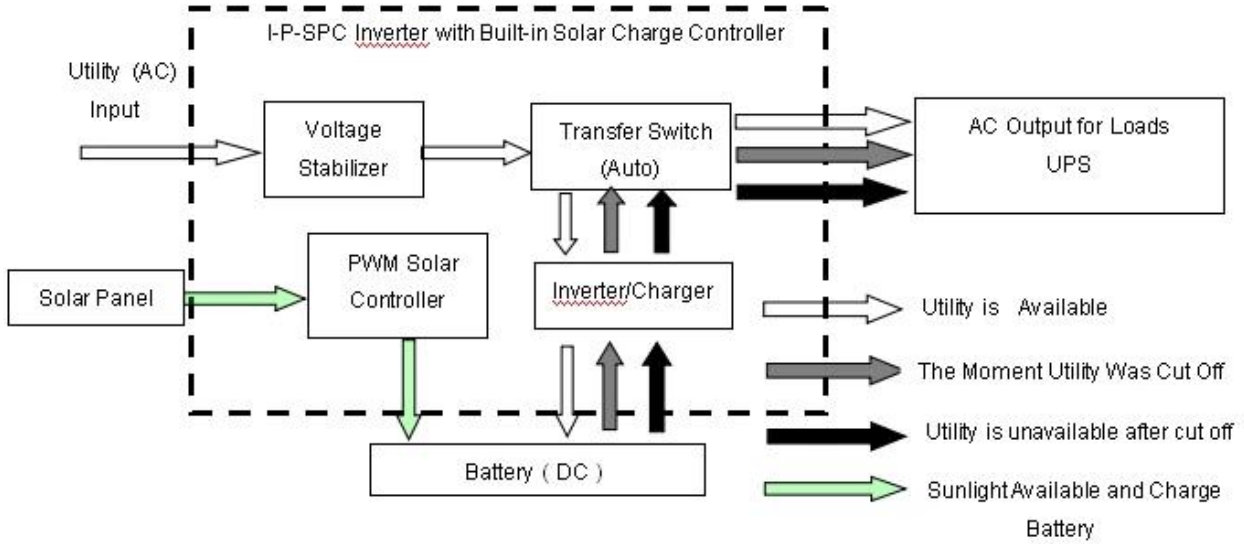 I-P-SPC Inverter with Built-in Solar Charge Controller
Utility (AC)
Input
Voltage
Stabilizer
Transfer Switch
(Auto)
AC Output for Loads
UPS
Solar Panel
PWM Solar
Controller
Inverter/Charger
Battery ( DC )
Utility is Available
The Moment Utility Was Cut Off
Utility is unavailable after cut off
Sunlight Available and Charge
Battery